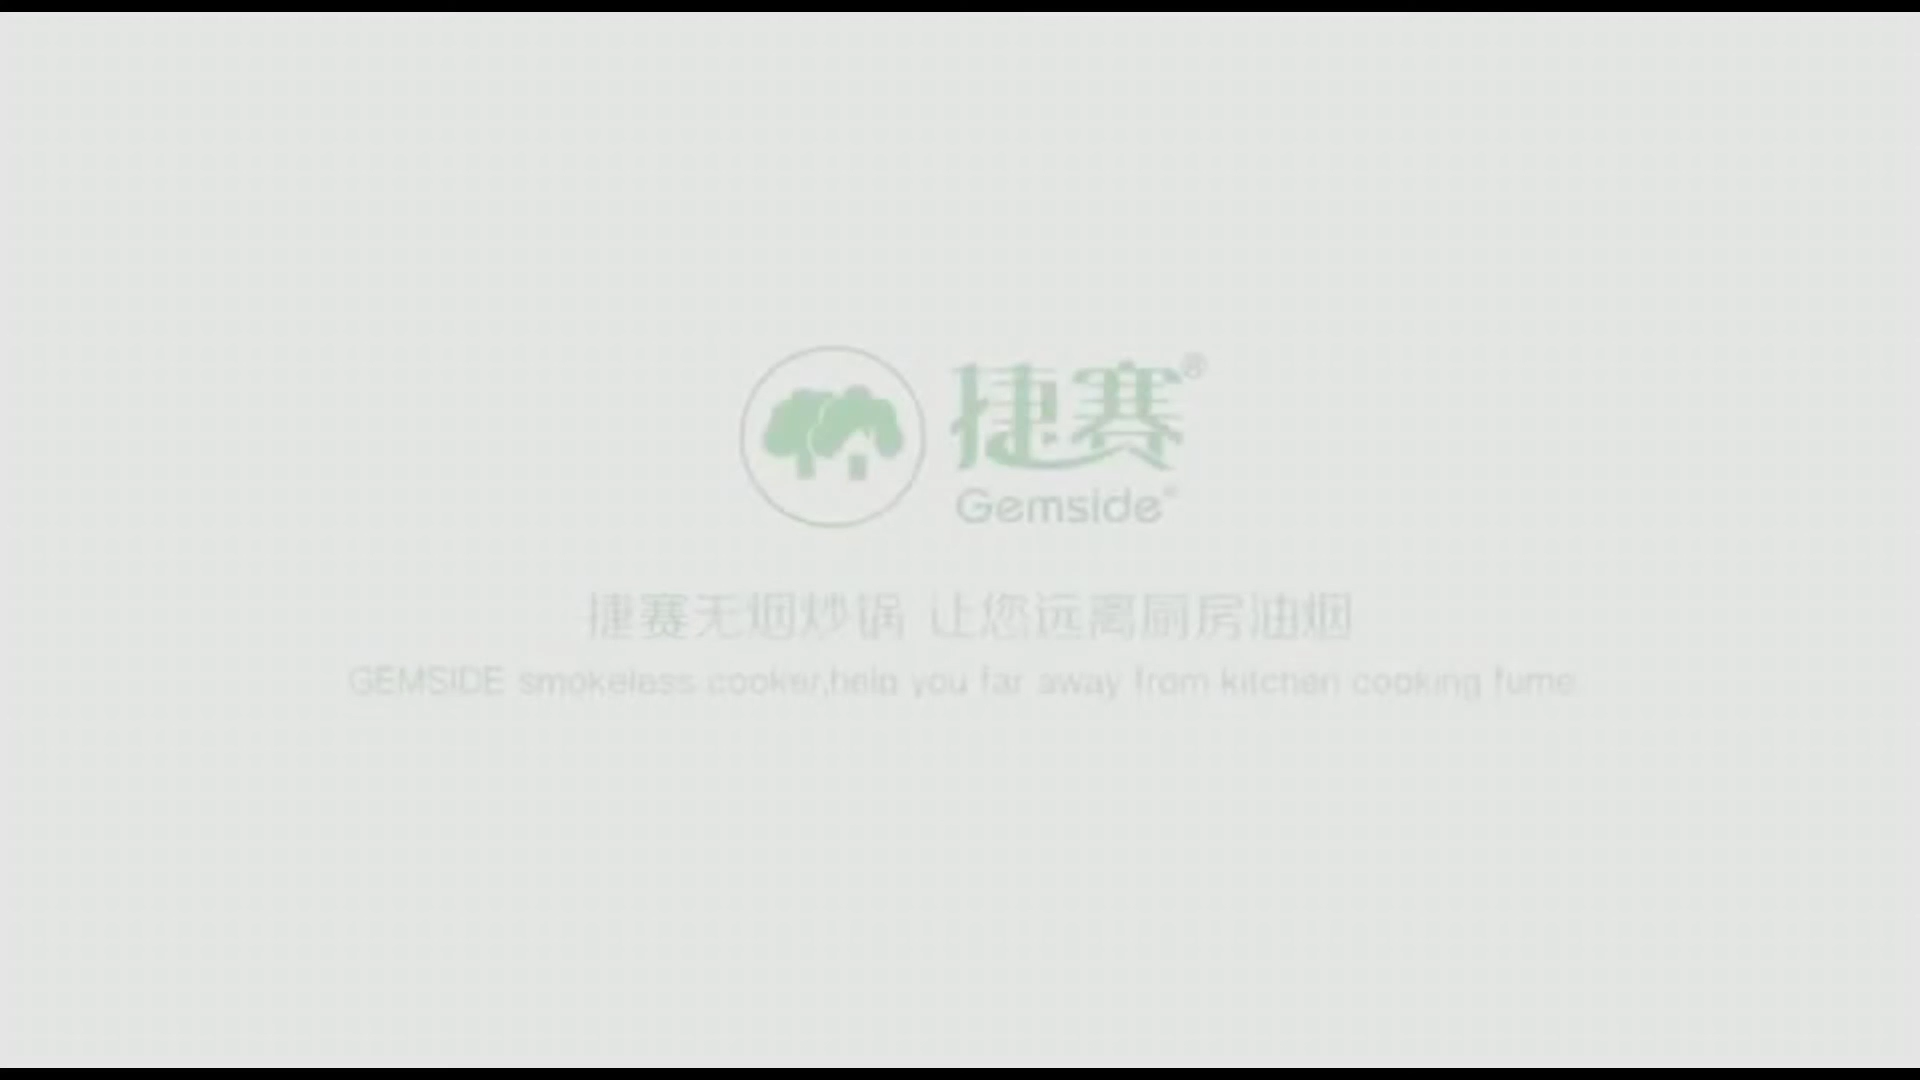 捷赛®
Gemside®
捷赛无烟炒锅 让您远离厨房油烟
GEMSIDE smokeless cooker,help you far away from kitchen cooking fume